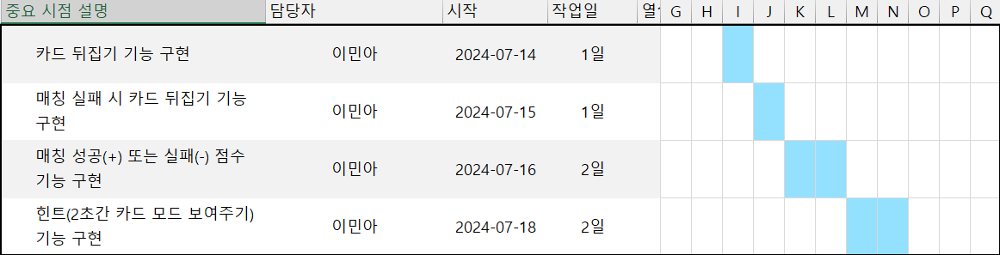 중요 시점 설명 담당자 시작 작업일 G H I J K L M N O P Q
카드 뒤집기 기능 구현 이민아 2024-07-14 1일
매칭 실패 시 카드 뒤집기 기능
구현 이민아 2024-07-15 1일
매칭 성공(+) 또는 실패(-) 점수
기능 구현 이민아 2024-07-16 2일
힌트(2초간 카드 모드 보여주기)
기능 구현 이민아 2024-07-18 2일